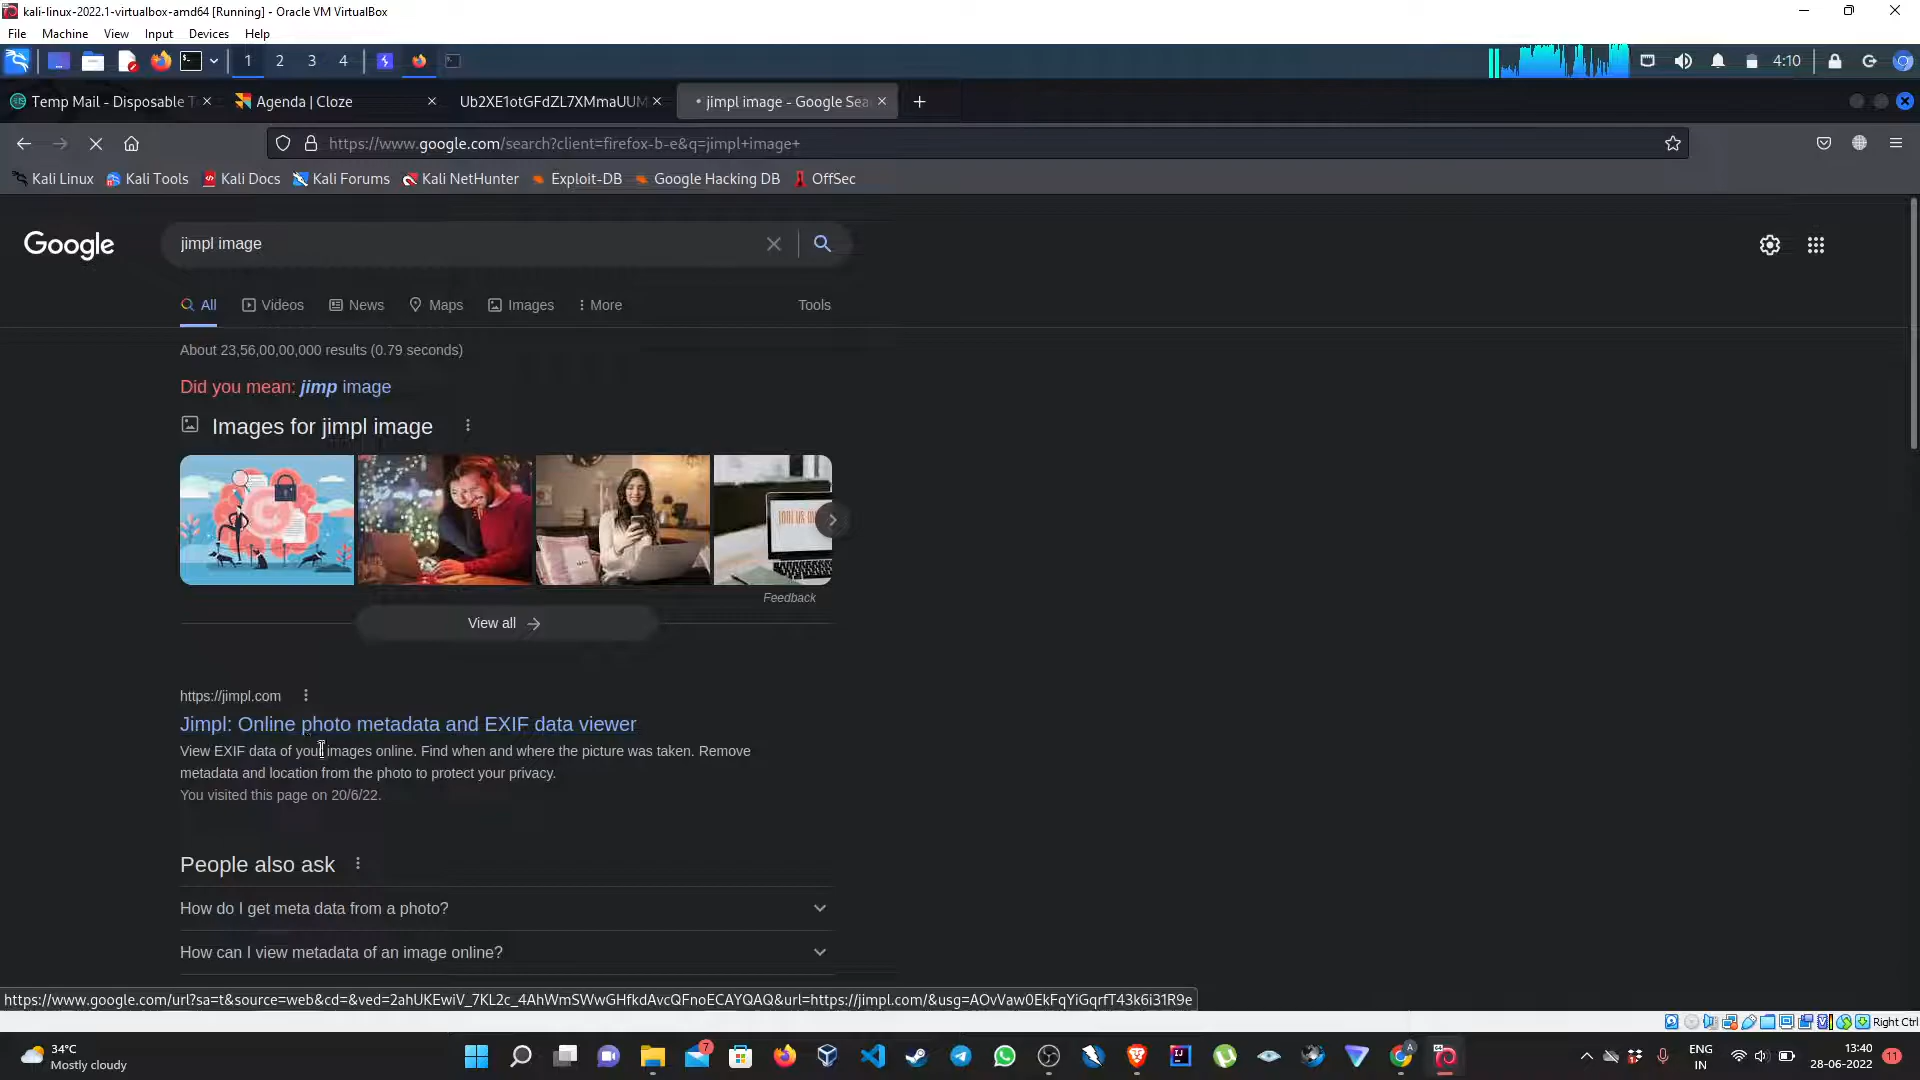 kali-linux-2022.1-virtualbox-amd64 [Running] - Oracle VM VirtualBox
File Machine View Input Devices Help
1 2 3 4 4:10
Temp Mail - Disposable T Agenda | Cloze Ub2XE1otGFdZL7XMmaUUM jimpl image - Google Sea
https://www.google.com/search?client=firefox-b-e&q=jimpl+image+
Kali Linux Kali Tools Kali Docs Kali Forums Kali NetHunter Exploit-DB Google Hacking DB OffSec
Google jimpl image
All Videos News Maps Images More Tools
About 23,56,00,00,000 results (0.79 seconds)
Did you mean: jimp image
Images for jimpl image
Feedback
View all
https://jimpl.com
Jimpl: Online photo metadata and EXIF data viewer
View EXIF data of your images online. Find when and where the picture was taken. Remove
metadata and location from the photo to protect your privacy.
You visited this page on 20/6/22.
People also ask
How do I get meta data from a photo?
How can I view metadata of an image online?
https://www.google.com/url?sa=t&source=web&cd=&ved=2ahUKEwiV_7KL2c_4AhWmSWwGHfkdAvcQFnoECAYQAQ&url=https://jimpl.com/&usg=AOvVaw0EkFqYiGqrfT43k6i31R9e
Right Ctrl
34°C
Mostly cloudy
7
ENG
IN
13:40
28-06-2022
11